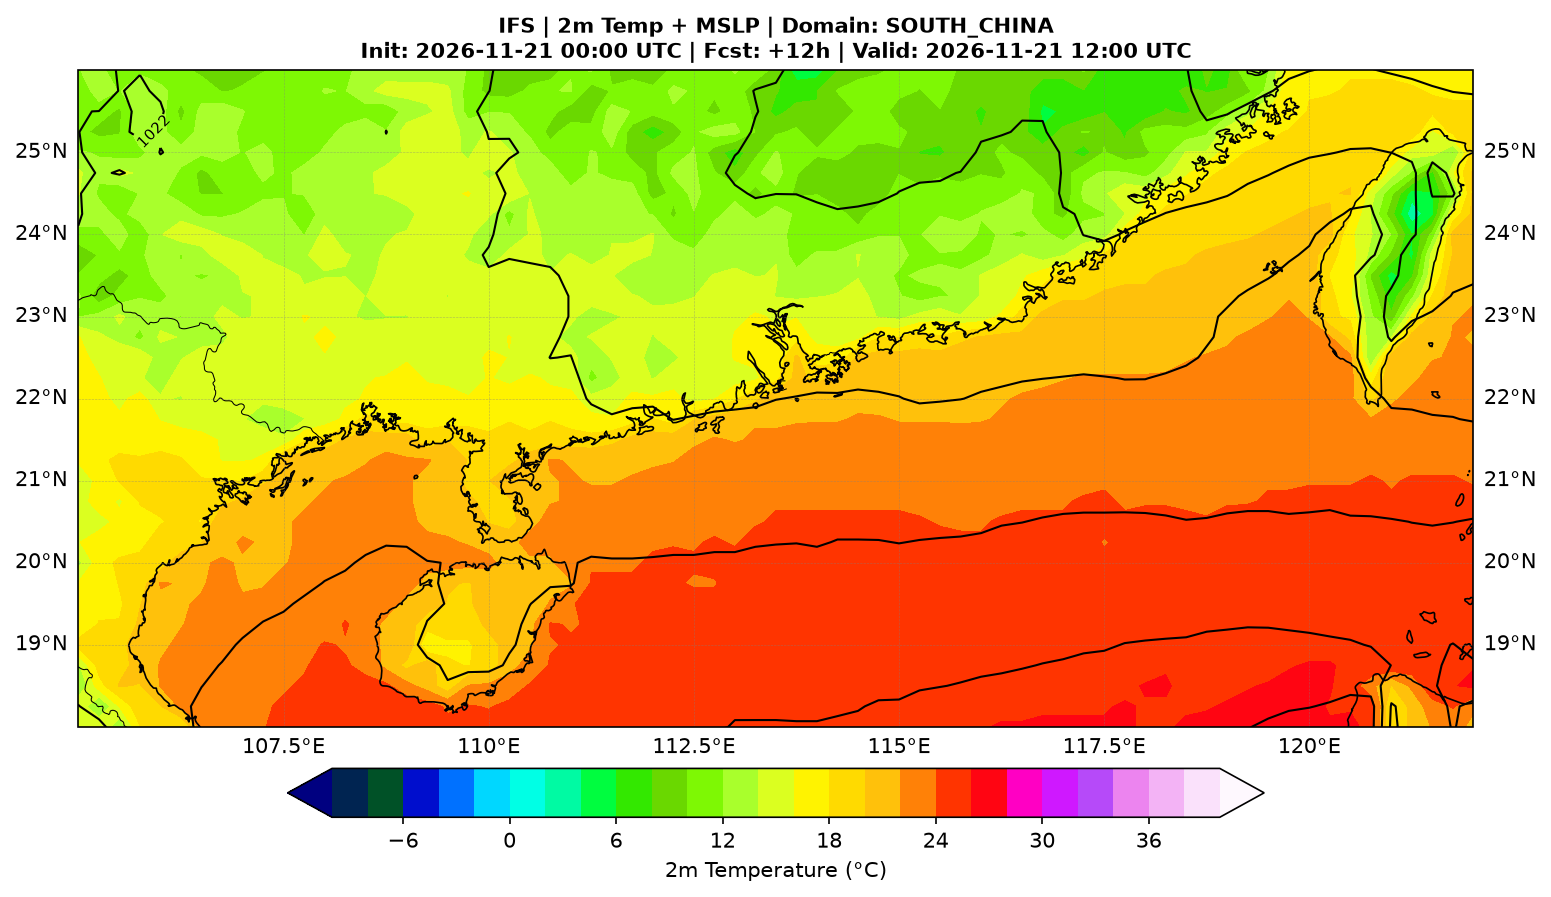 IFS | 2m Temp + MSLP | Domain: SOUTH_CHINA
Init: 2026-11-21 00:00 UTC | Fcst: +12h | Valid: 2026-11-21 12:00 UTC
1022
25°N 25°N
24°N 24°N
23°N 23°N
22°N 22°N
21°N 21°N
20°N 20°N
19°N 19°N
107.5°E 110°E 112.5°E 115°E 117.5°E 120°E
−6 0 6 12 18 24 30 36
2m Temperature (°C)